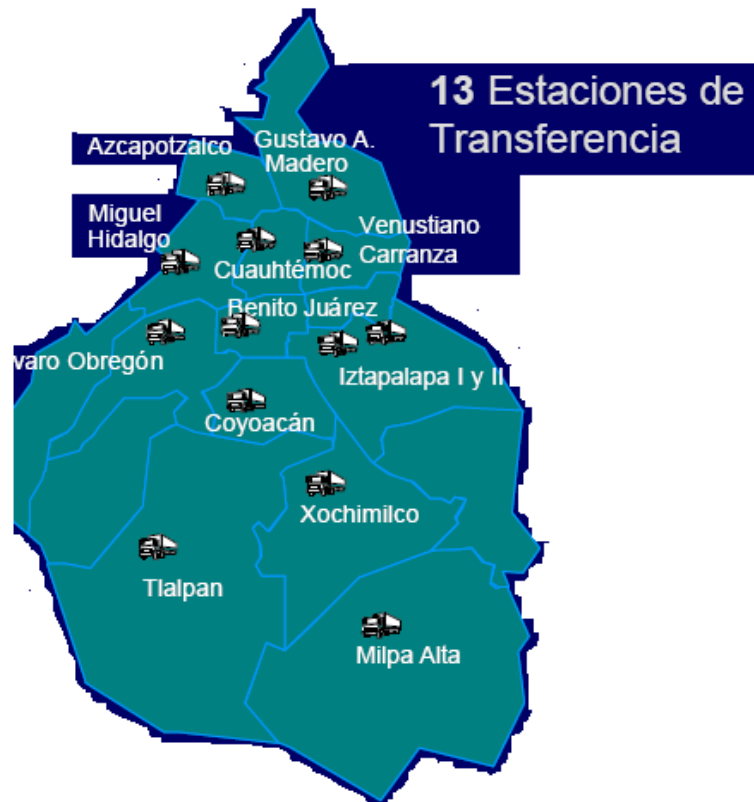 13 Estaciones de
Transferencia
Azcapotzalco
Gustavo A.
Madero
Miguel
Hidalgo
Venustiano
Carranza
Cuauhtémoc
Benito Juárez
varo Obregón
Iztapalapa I y II
Coyoacán
Xochimilco
Tlalpan
Milpa Alta